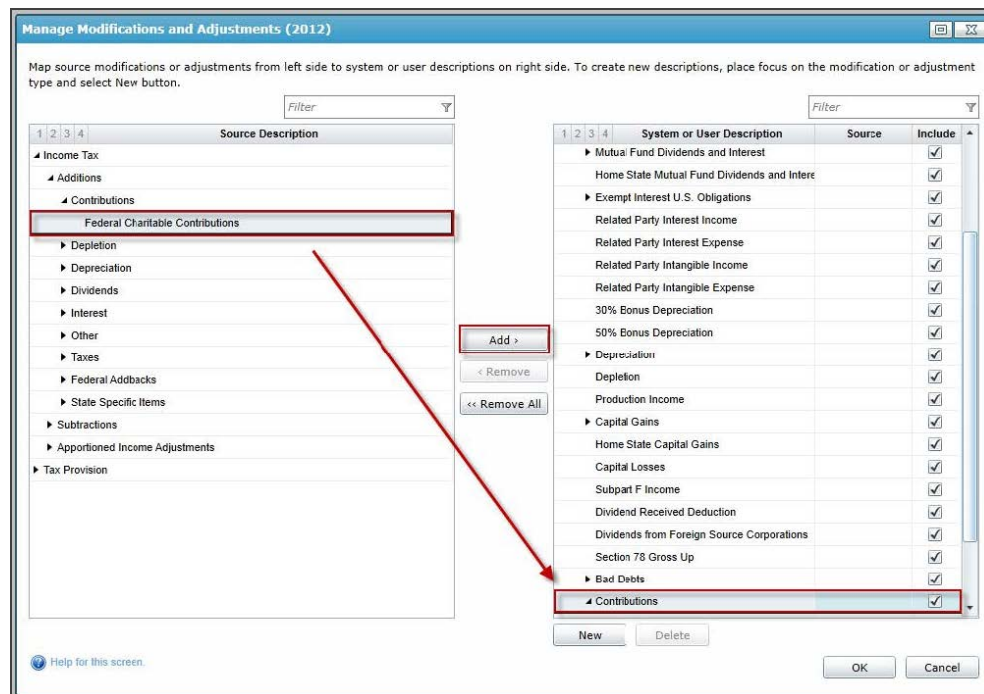 Manage Modifications and Adjustments (2012)
Map source modifications or adjustments from left side to system or user descriptions on right side. To create new descriptions, place focus on the modification or adjustment
type and select New button.
Filter
1 2 3 4 Source Description
Income Tax
Additions
Contributions
Federal Charitable Contributions
Depletion
Depreciation
Dividends
Interest
Other
Taxes
Federal Addbacks
State Specific Items
Subtractions
Apportioned Income Adjustments
Tax Provision
Add >
< Remove
<< Remove All
Filter
1 2 3 4 System or User Description Source Include
Mutual Fund Dividends and Interest
Home State Mutual Fund Dividends and Intere
Exempt Interest U.S. Obligations
Related Party Interest Income
Related Party Interest Expense
Related Party Intangible Income
Related Party Intangible Expense
30% Bonus Depreciation
50% Bonus Depreciation
Depreciation
Depletion
Production Income
Capital Gains
Home State Capital Gains
Capital Losses
Subpart F Income
Dividend Received Deduction
Dividends from Foreign Source Corporations
Section 78 Gross Up
Bad Debts
Contributions
New Delete
Help for this screen.
OK Cancel